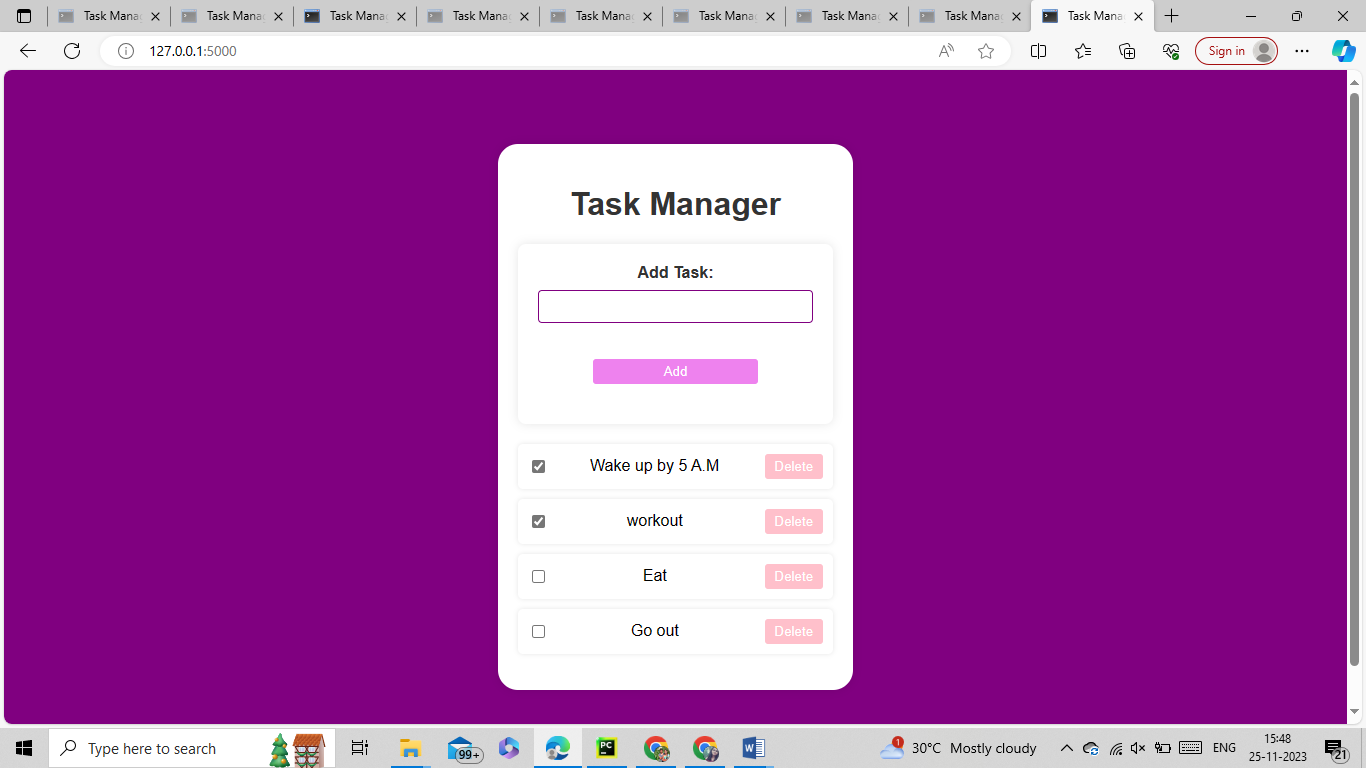 Task Mana
Task Mana
Task Mana
Task Mana
Task Mana
Task Mana
Task Mana
Task Mana
Task Mana
127.0.0.1:5000
Sign in
Task Manager
Add Task:
Add
Wake up by 5 A.M Delete
workout Delete
Eat Delete
Go out Delete
Type here to search
99+
PC
W
1
30°C Mostly cloudy
ENG
15:48
25-11-2023
21